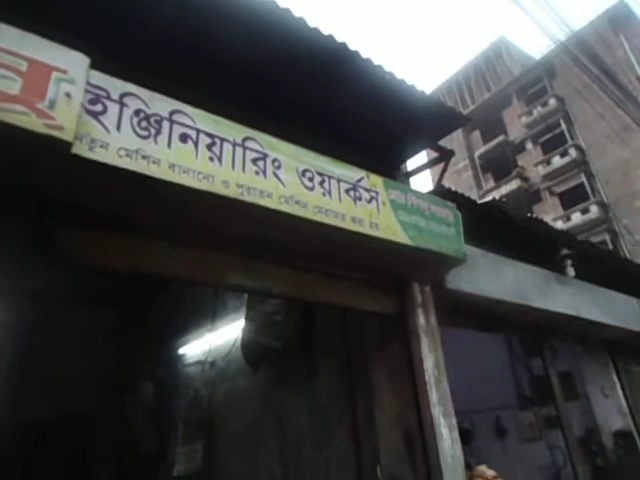 ইঞ্জিনিয়ারিং ওয়ার্কস
নতুন মেশিন বানানো ও পুরাতন মেশিন মেরামত করা হয়